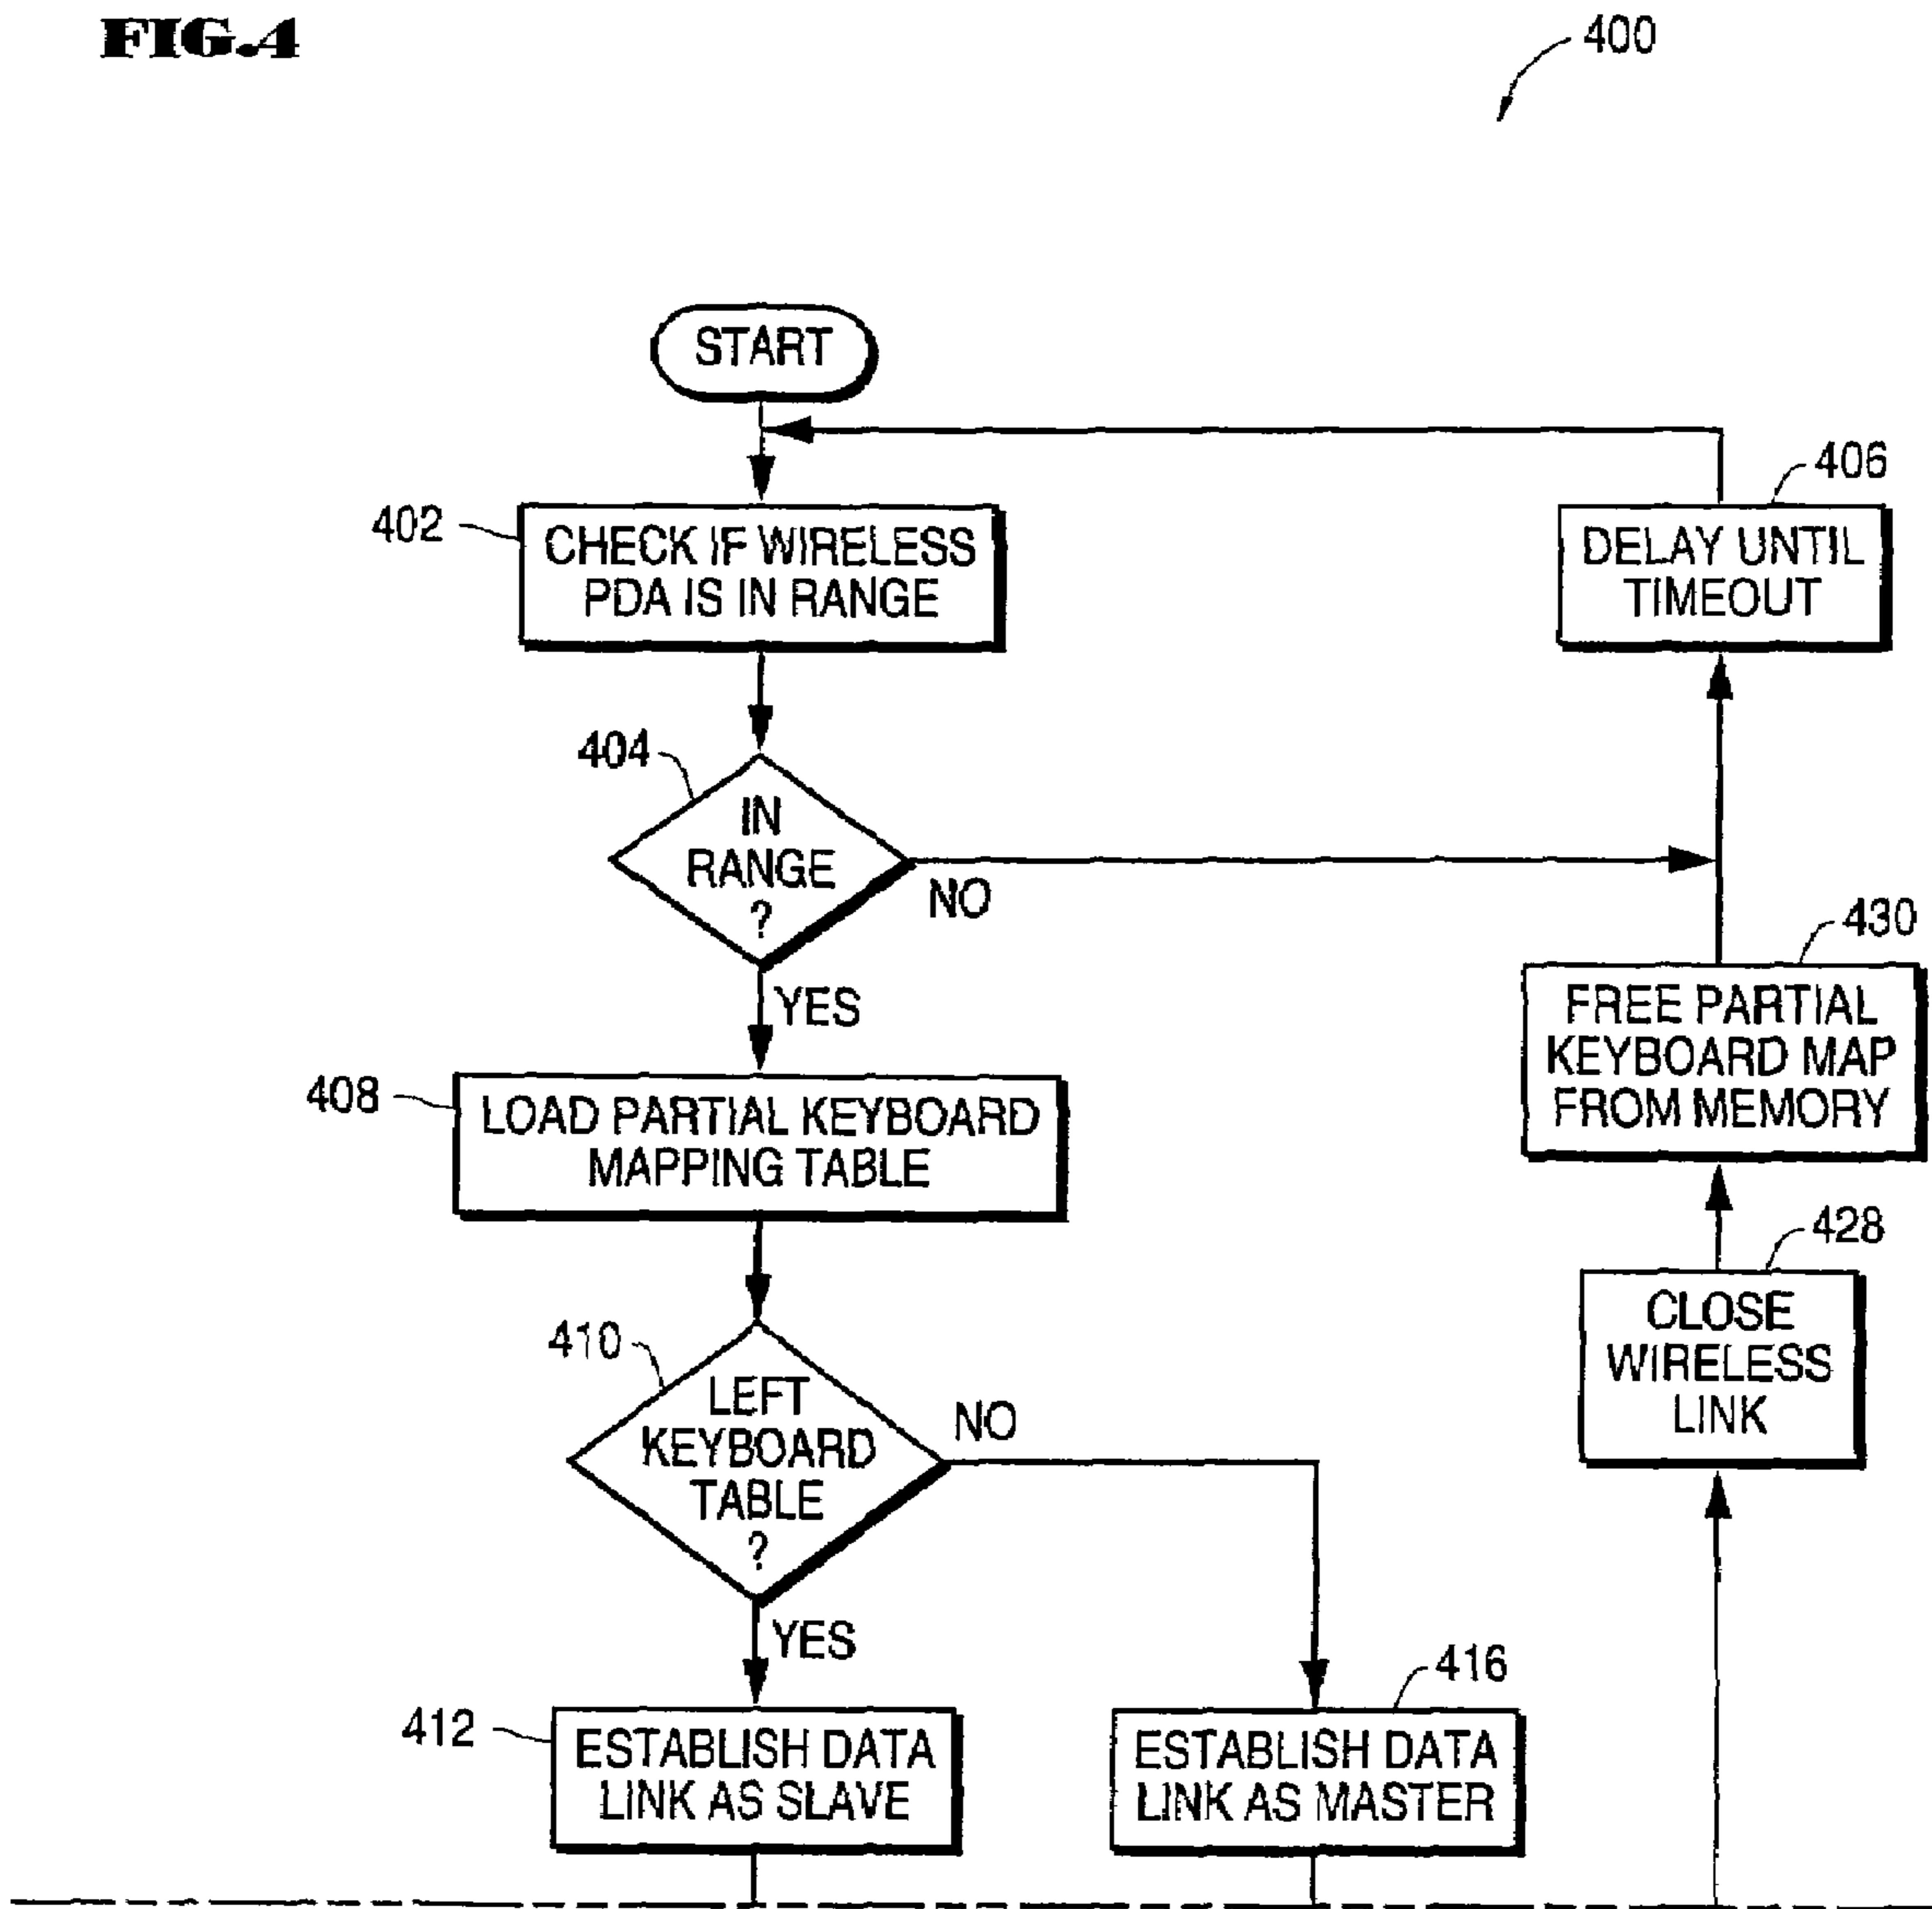 FIG.4
400
START
406
402
CHECK IF WIRELESS
PDA IS IN RANGE
DELAY UNTIL
TIMEOUT
404
IN
RANGE
?
NO
YES
430
FREE PARTIAL
KEYBOARD MAP
FROM MEMORY
408
LOAD PARTIAL KEYBOARD
MAPPING TABLE
428
CLOSE
WIRELESS
LINK
410
LEFT
KEYBOARD
TABLE
?
NO
YES
416
412
ESTABLISH DATA
LINK AS SLAVE
ESTABLISH DATA
LINK AS MASTER